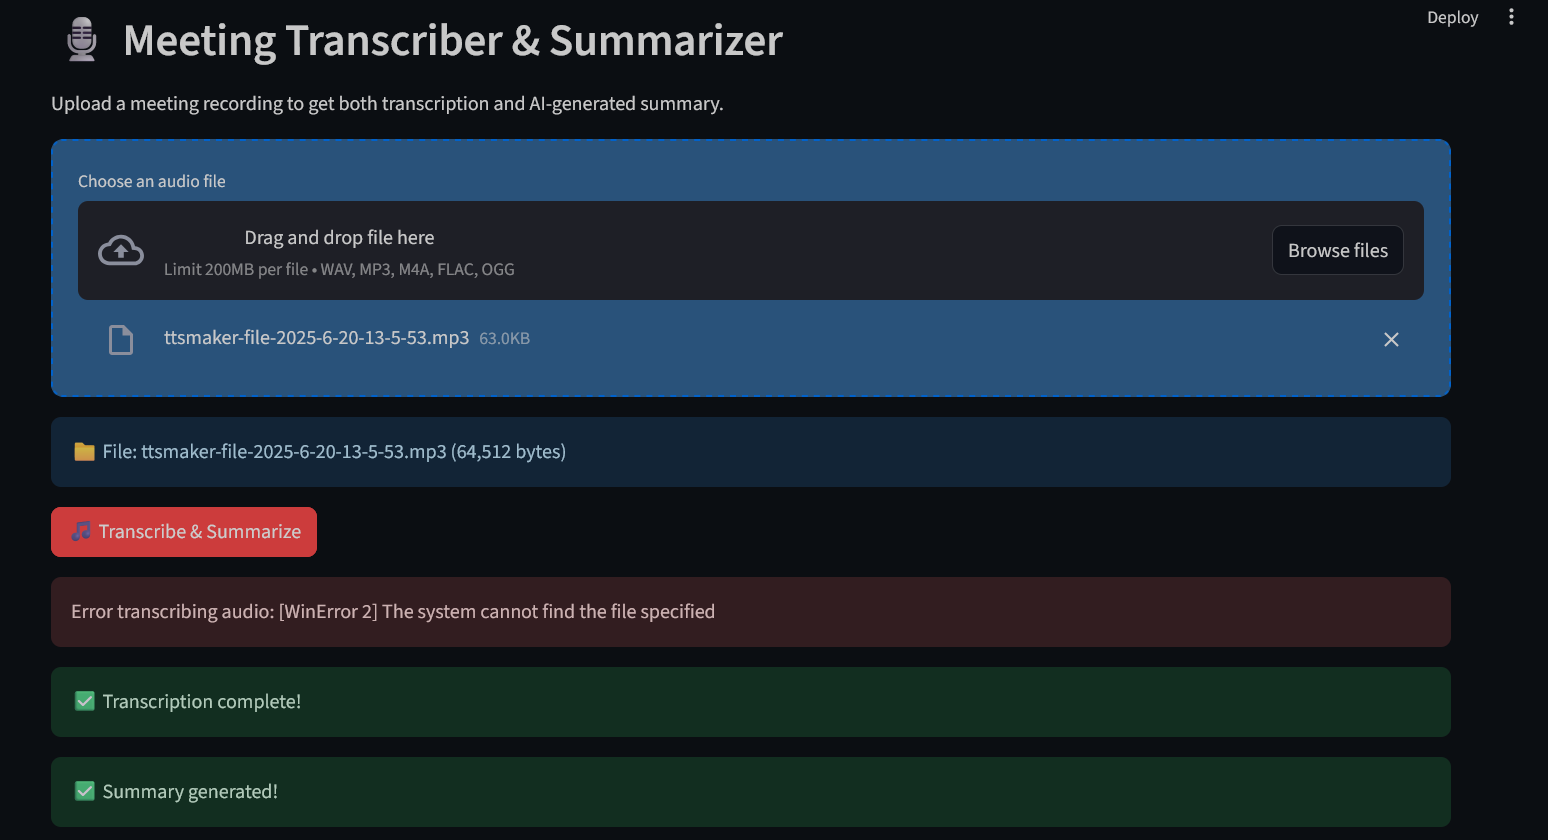 Deploy
🎙️ Meeting Transcriber & Summarizer
Upload a meeting recording to get both transcription and AI-generated summary.
Choose an audio file
Drag and drop file here
Limit 200MB per file • WAV, MP3, M4A, FLAC, OGG
Browse files
ttsmaker-file-2025-6-20-13-5-53.mp3 63.0KB
📁 File: ttsmaker-file-2025-6-20-13-5-53.mp3 (64,512 bytes)
🎵 Transcribe & Summarize
Error transcribing audio: [WinError 2] The system cannot find the file specified
✅ Transcription complete!
✅ Summary generated!